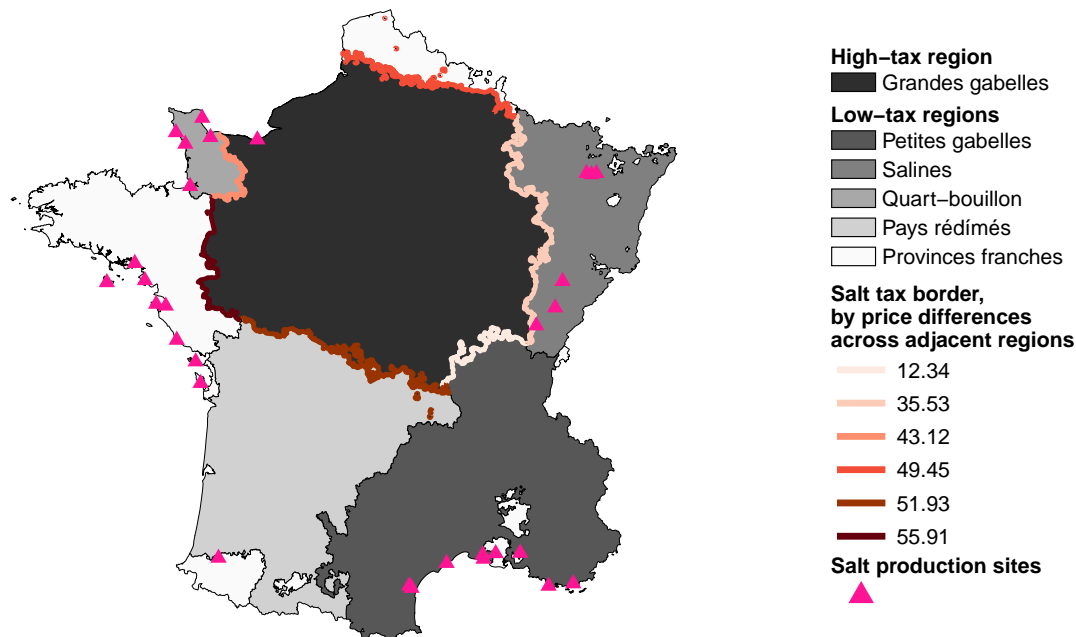 High−tax region
Grandes gabelles
Low−tax regions
Petites gabelles
Salines
Quart−bouillon
Pays rédímés
Provinces franches
Salt tax border,
by price differences
across adjacent regions
12.34
35.53
43.12
49.45
51.93
55.91
Salt production sites